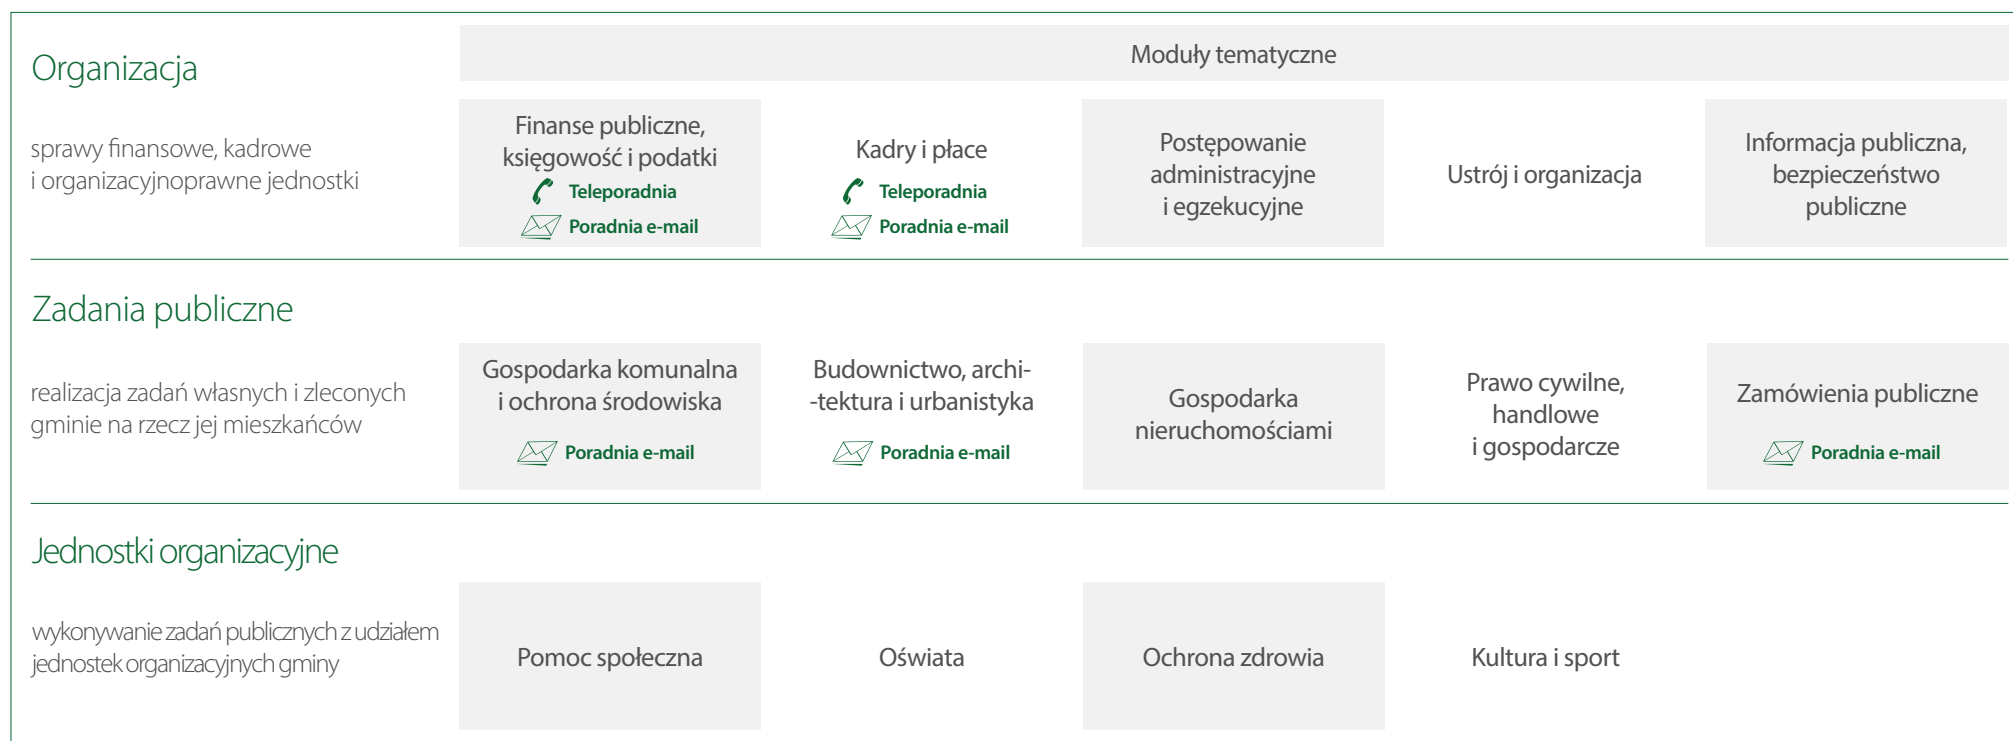 Organizacja
Moduły tematyczne
sprawy finansowe, kadrowe
i organizacyjnoprawne jednostki
Finanse publiczne,
księgowość i podatki
Teleporadnia
Poradnia e-mail
Kadry i płace
Teleporadnia
Poradnia e-mail
Postępowanie
administracyjne
i egzekucyjne
Ustrój i organizacja
Informacja publiczna,
bezpieczeństwo
publiczne
Zadania publiczne
realizacja zadań własnych i zleconych
gminie na rzecz jej mieszkańców
Gospodarka komunalna
i ochrona środowiska
Poradnia e-mail
Budownictwo, archi-
-tektura i urbanistyka
Poradnia e-mail
Gospodarka
nieruchomościami
Prawo cywilne,
handlowe
i gospodarcze
Zamówienia publiczne
Poradnia e-mail
Jednostki organizacyjne
wykonywanie zadań publicznych z udziałem
jednostek organizacyjnych gminy
Pomoc społeczna
Oświata
Ochrona zdrowia
Kultura i sport